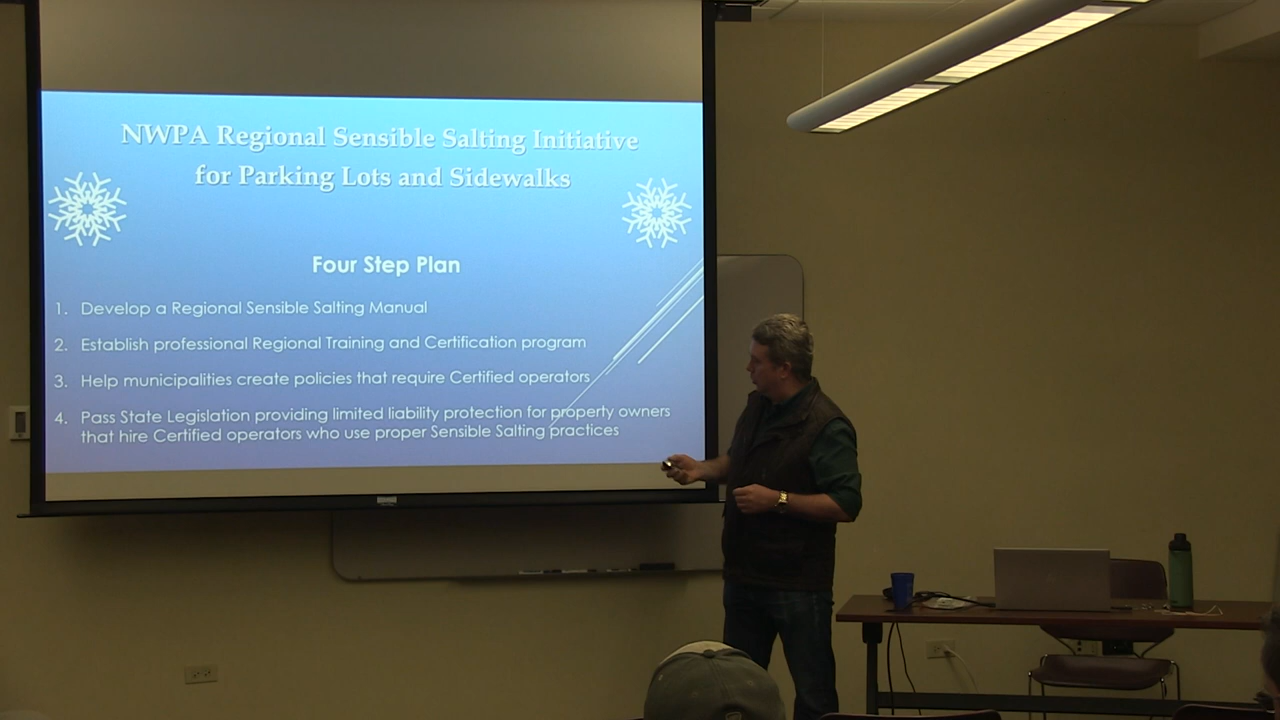 NWPA Regional Sensible Salting Initiative
for Parking Lots and Sidewalks
Four Step Plan
1. Develop a Regional Sensible Salting Manual
2. Establish professional Regional Training and Certification program
3. Help municipalities create policies that require Certified operators
4. Pass State Legislation providing limited liability protection for property owners
that hire Certified operators who use proper Sensible Salting practices